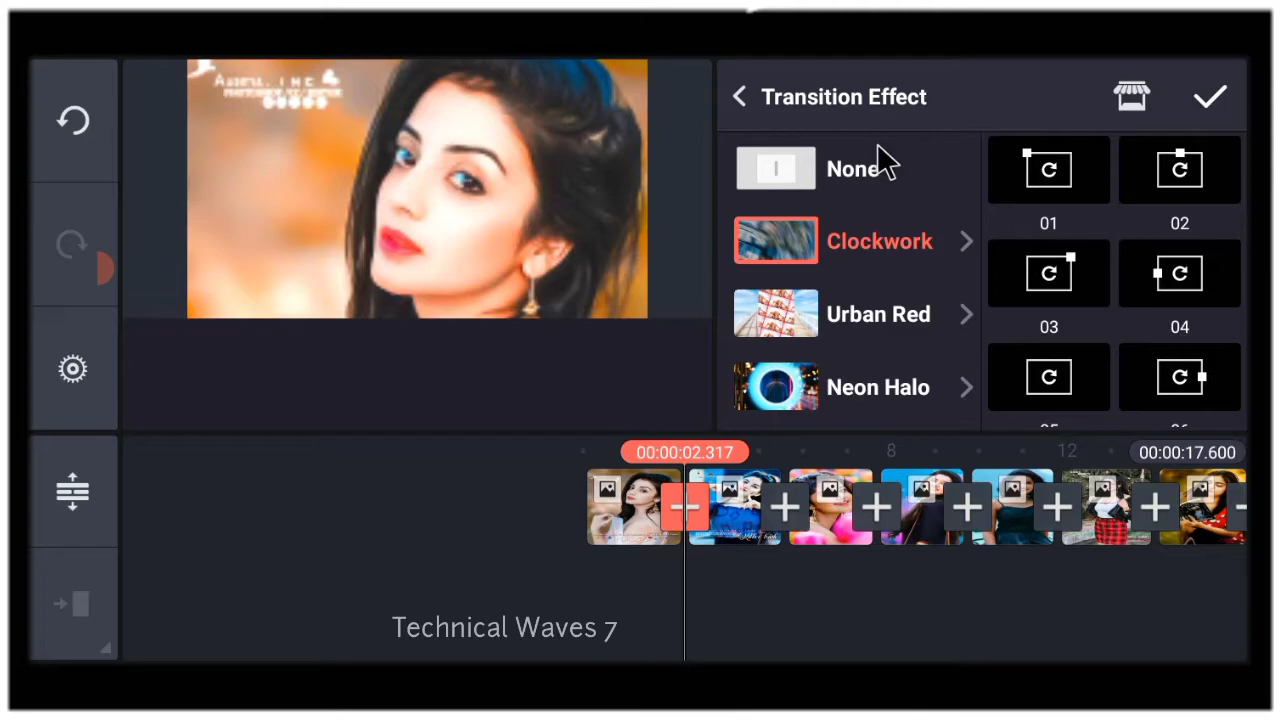 Transition Effect
None
Clockwork
Urban Red
Neon Halo
01
02
03
04
00:00:02.317
8
12
00:00:17.600
Technical Waves 7